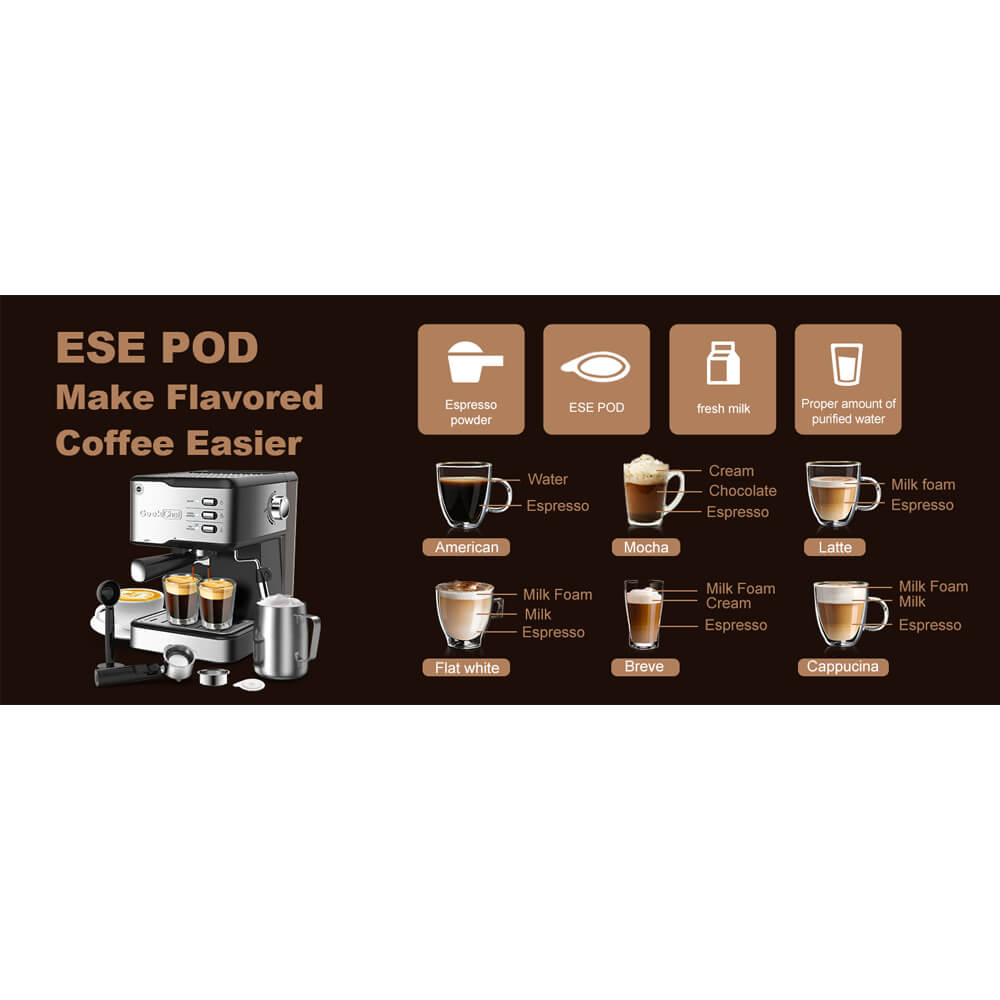 ESE POD
Make Flavored
Coffee Easier
GeekChef
Espresso
powder
ESE POD
fresh milk
Proper amount of
purified water
Water
Espresso
American
Cream
Chocolate
Espresso
Mocha
Milk foam
Espresso
Latte
Milk Foam
Milk
Espresso
Flat white
Milk Foam
Cream
Espresso
Breve
Milk Foam
Milk
Espresso
Cappucina